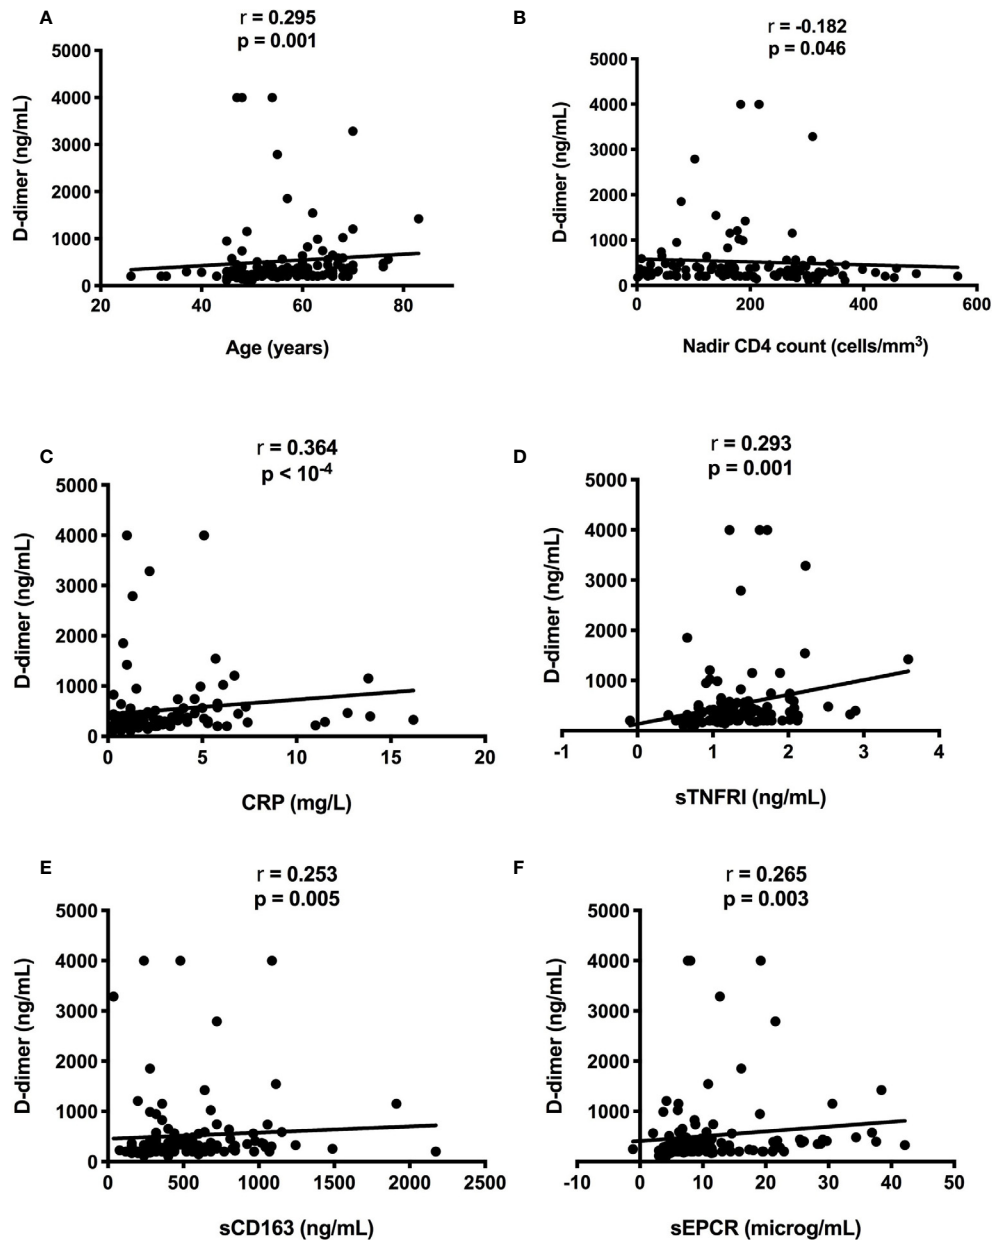 A
r = 0.295
p = 0.001
5000
4000
3000
2000
1000
0
D-dimer (ng/mL)
20 40 60 80
Age (years)
B
r = -0.182
p = 0.046
5000
4000
3000
2000
1000
0
D-dimer (ng/mL)
0 200 400 600
Nadir CD4 count (cells/mm³)
C
r = 0.364
p < 10⁻⁴
5000
4000
3000
2000
1000
0
D-dimer (ng/mL)
0 5 10 15 20
CRP (mg/L)
D
r = 0.293
p = 0.001
5000
4000
3000
2000
1000
D-dimer (ng/mL)
-1 0 1 2 3 4
sTNFRI (ng/mL)
E
r = 0.253
p = 0.005
5000
4000
3000
2000
1000
0
D-dimer (ng/mL)
0 500 1000 1500 2000 2500
sCD163 (ng/mL)
F
r = 0.265
p = 0.003
5000
4000
3000
2000
1000
0
D-dimer (ng/mL)
-10 0 10 20 30 40 50
sEPCR (microg/mL)